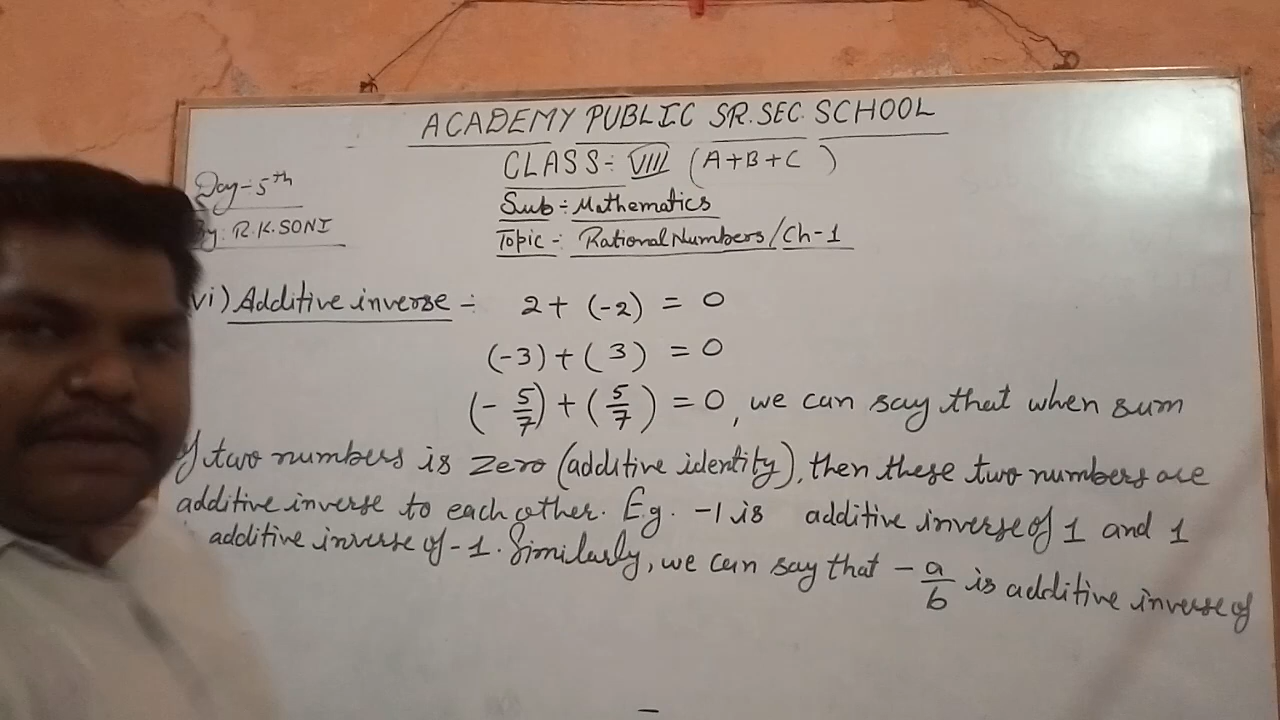 ACADEMY PUBLIC SR. SEC. SCHOOL
CLASS:- VIII (A+B+C )
Day-5th
Sub:- Mathematics
By: R.K.SONI
Topic -: Rational Numbers/Ch-1
vi) Additive inverse -: 2 + (-2) = 0
(-3) + ( 3 ) = 0
(- 5/7) + ( 5/7 ) = 0, we can say that when sum
of two numbers is zero (additive identity), then these two numbers are
additive inverse to each other. E.g. -1 is additive inverse of 1 and 1
additive inverse of -1. Similarly, we can say that - a/b is additive inverse of